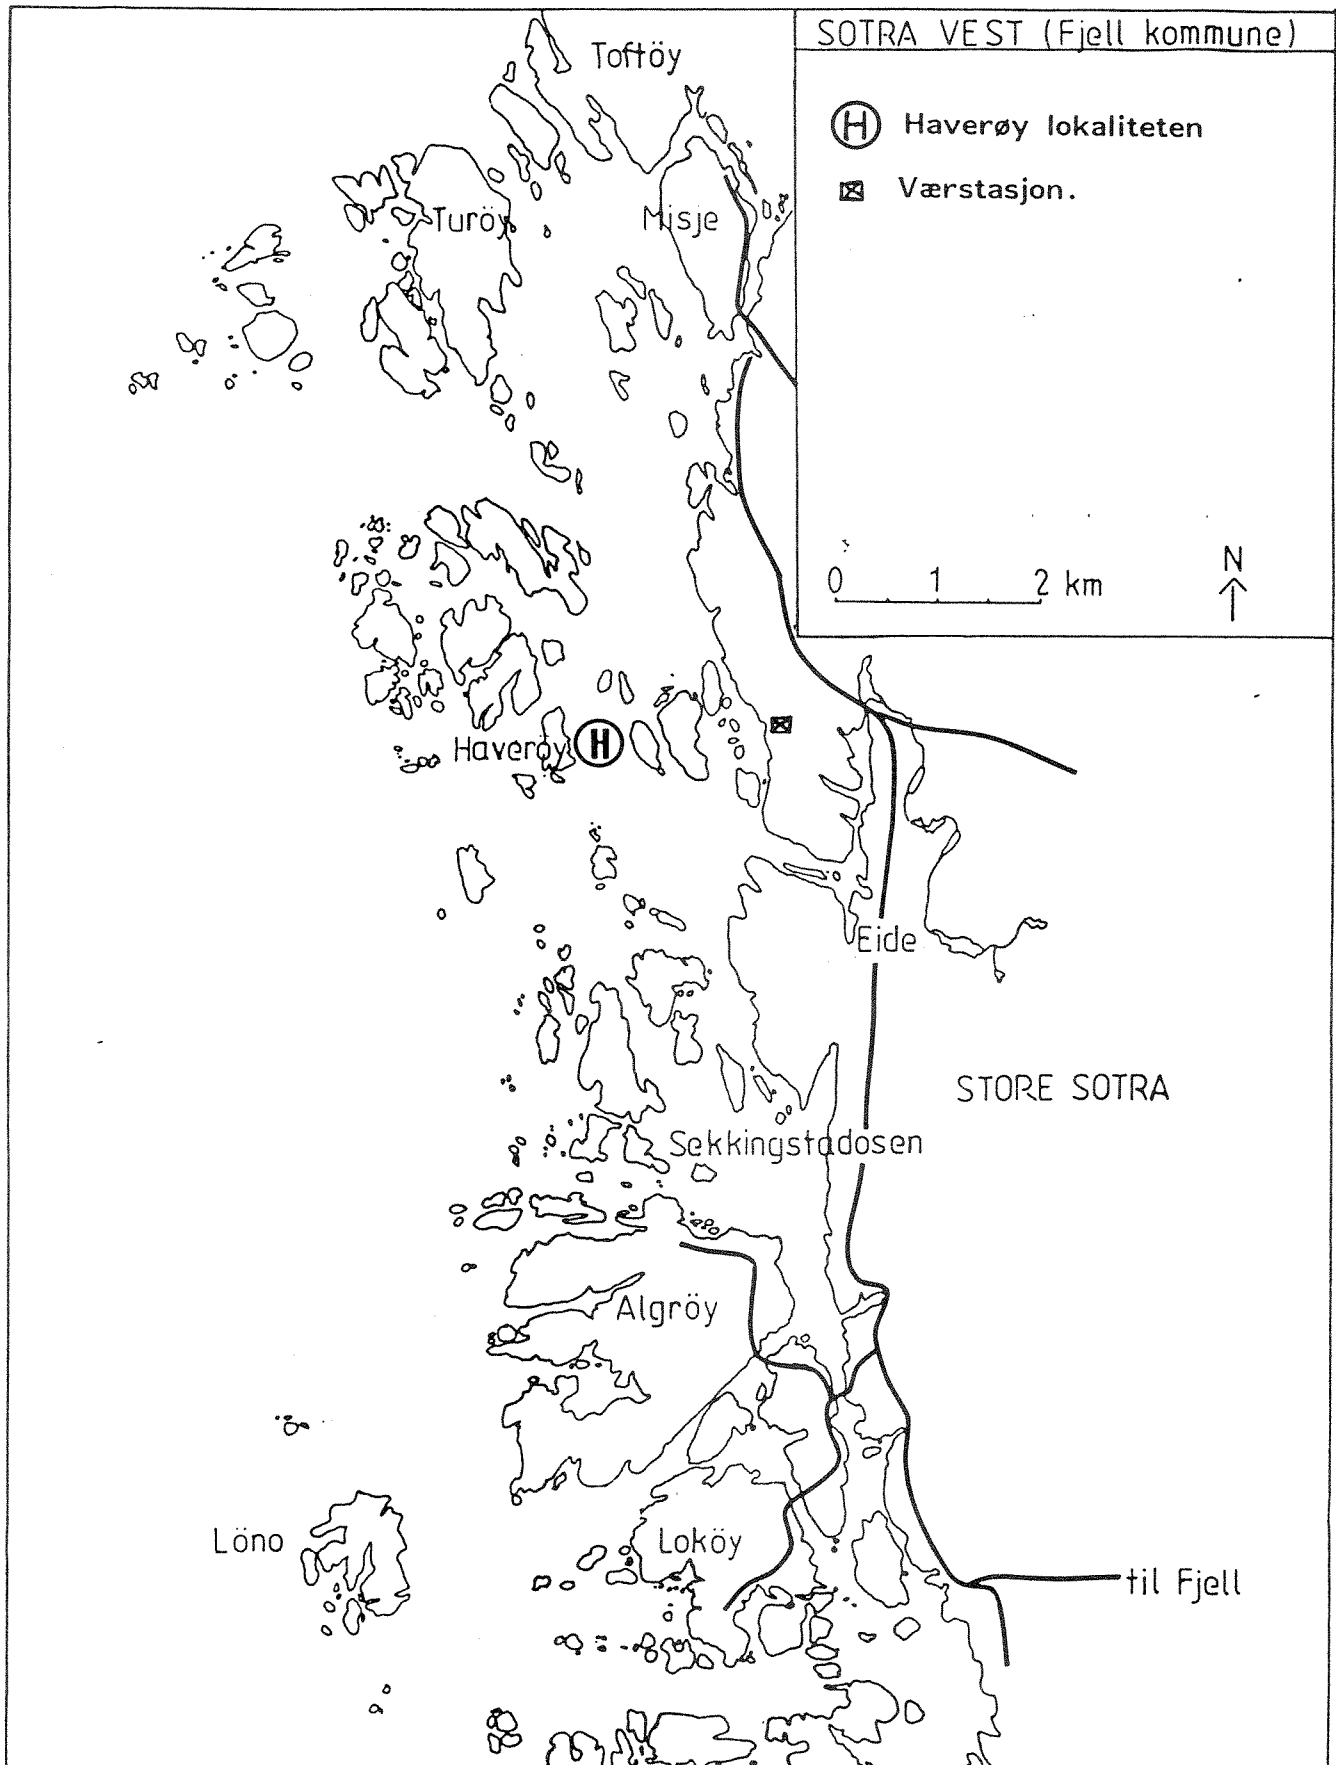 SOTRA VEST (Fjell kommune)
H Haverøy lokaliteten
Værstasjon.
0 1 2 km
N
Toftöy
Turöy
Misje
Haveröy
H
Eide
STORE SOTRA
Sekkingstadosen
Algröy
Löno
Loköy
til Fjell